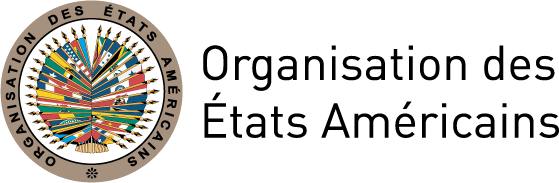 ORGANISATION DES ÉTATS AMÉRICAINS
Organisation des
États Américains